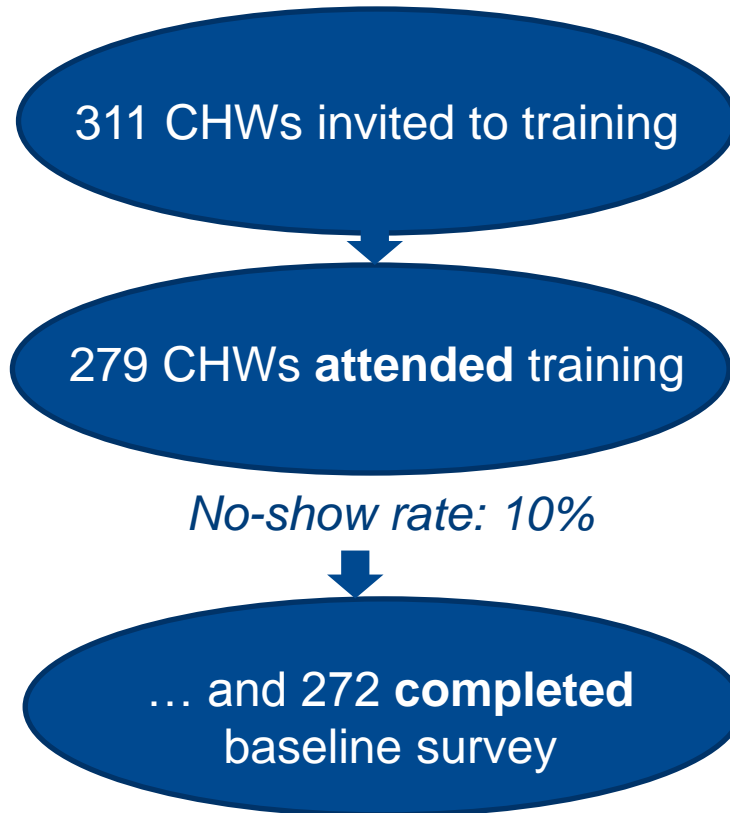 311 CHWs invited to training
279 CHWs attended training
No-show rate: 10%
… and 272 completed
baseline survey